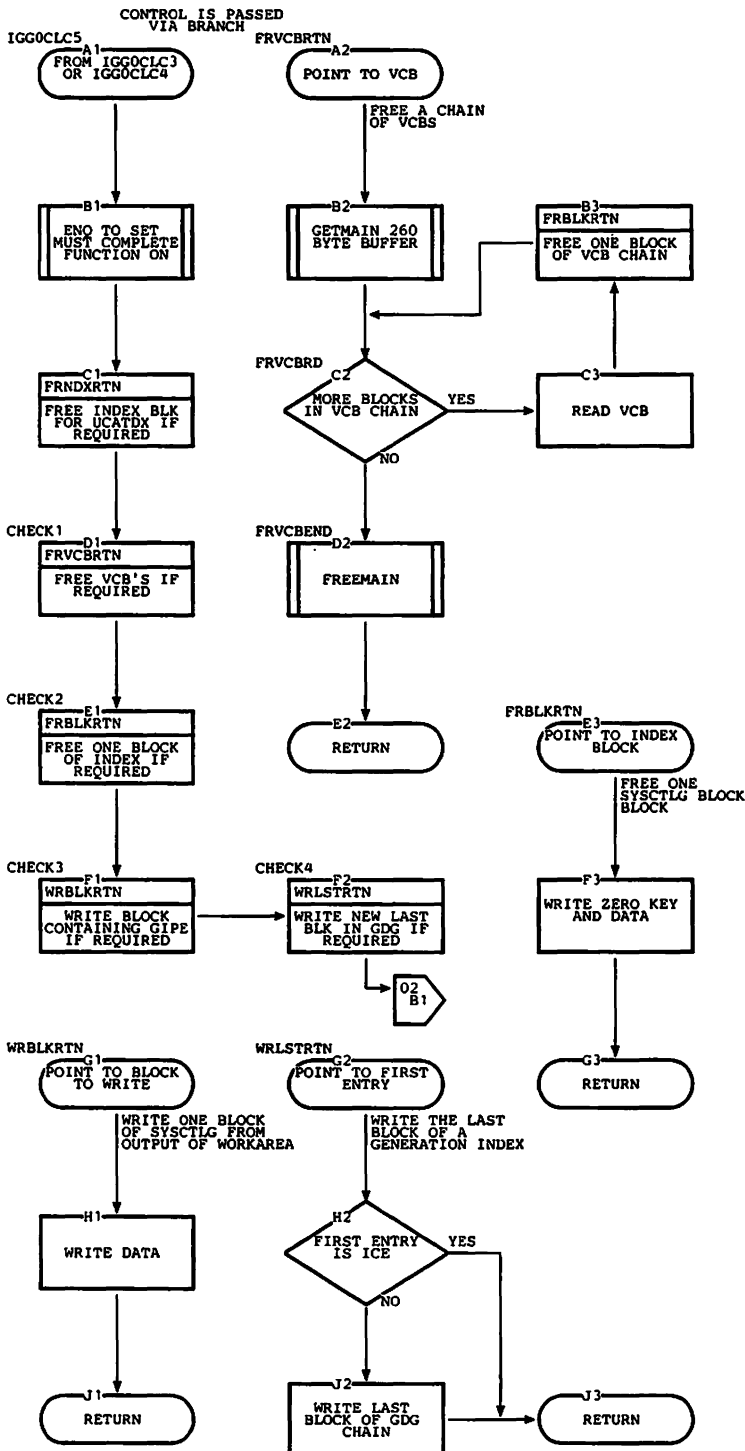 CONTROL IS PASSED
VIA BRANCH
IGG0CLC5
A1
FROM IGG0CLC3
OR IGG0CLC4
B1
ENQ TO SET
MUST COMPLETE
FUNCTION ON
C1
FRNDXRTN
FREE INDEX BLK
FOR UCATDX IF
REQUIRED
CHECK1
D1
FRVCBRTN
FREE VCB'S IF
REQUIRED
CHECK2
E1
FRBLKRTN
FREE ONE BLOCK
OF INDEX IF
REQUIRED
CHECK3
F1
WRBLKRTN
WRITE BLOCK
CONTAINING GIPE
IF REQUIRED
CHECK4
F2
WRLSTRTN
WRITE NEW LAST
BLK IN GDG IF
REQUIRED
02
B1
FRVCBRTN
A2
POINT TO VCB
FREE A CHAIN
OF VCBS
B2
GETMAIN 260
BYTE BUFFER
FRVCBRD
C2
MORE BLOCKS
IN VCB CHAIN
YES
NO
C3
READ VCB
B3
FRBLKRTN
FREE ONE BLOCK
OF VCB CHAIN
FRVCBEND
D2
FREEMAIN
E2
RETURN
FRBLKRTN
E3
POINT TO INDEX
BLOCK
FREE ONE
SYSCTLG BLOCK
BLOCK
F3
WRITE ZERO KEY
AND DATA
G3
RETURN
WRBLKRTN
G1
POINT TO BLOCK
TO WRITE
WRITE ONE BLOCK
OF SYSCTLG FROM
OUTPUT OF WORKAREA
H1
WRITE DATA
J1
RETURN
WRLSTRTN
G2
POINT TO FIRST
ENTRY
WRITE THE LAST
BLOCK OF A
GENERATION INDEX
H2
FIRST ENTRY
IS ICE
YES
NO
J2
WRITE LAST
BLOCK OF GDG
CHAIN
J3
RETURN